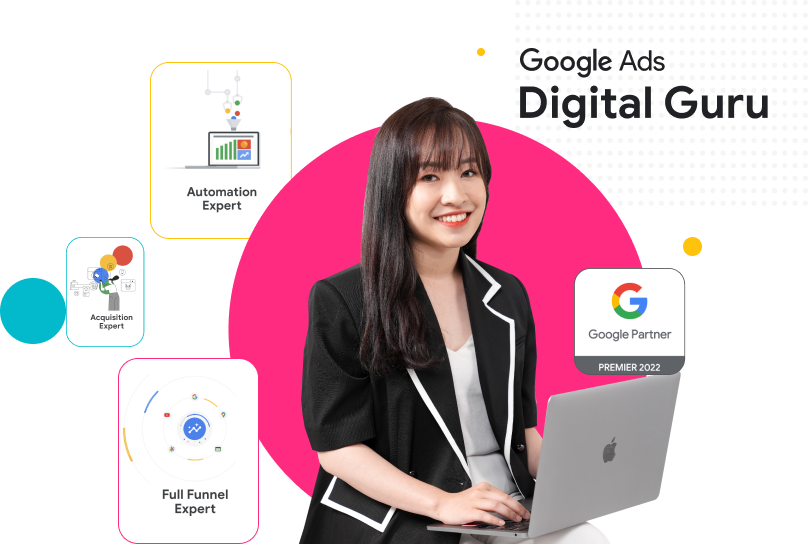 Google Ads
Digital Guru
Automation
Expert
Acquisition
Expert
Google Partner
PREMIER 2022
Full Funnel
Expert